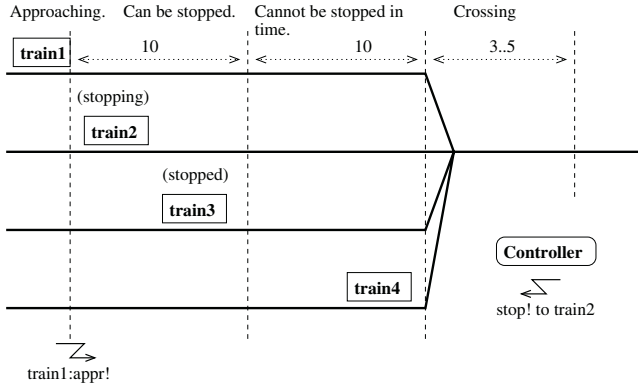 Approaching.
Can be stopped.
Cannot be stopped in
time.
Crossing
train1
10
10
3..5
(stopping)
train2
(stopped)
train3
Controller
train4
stop! to train2
train1:appr!